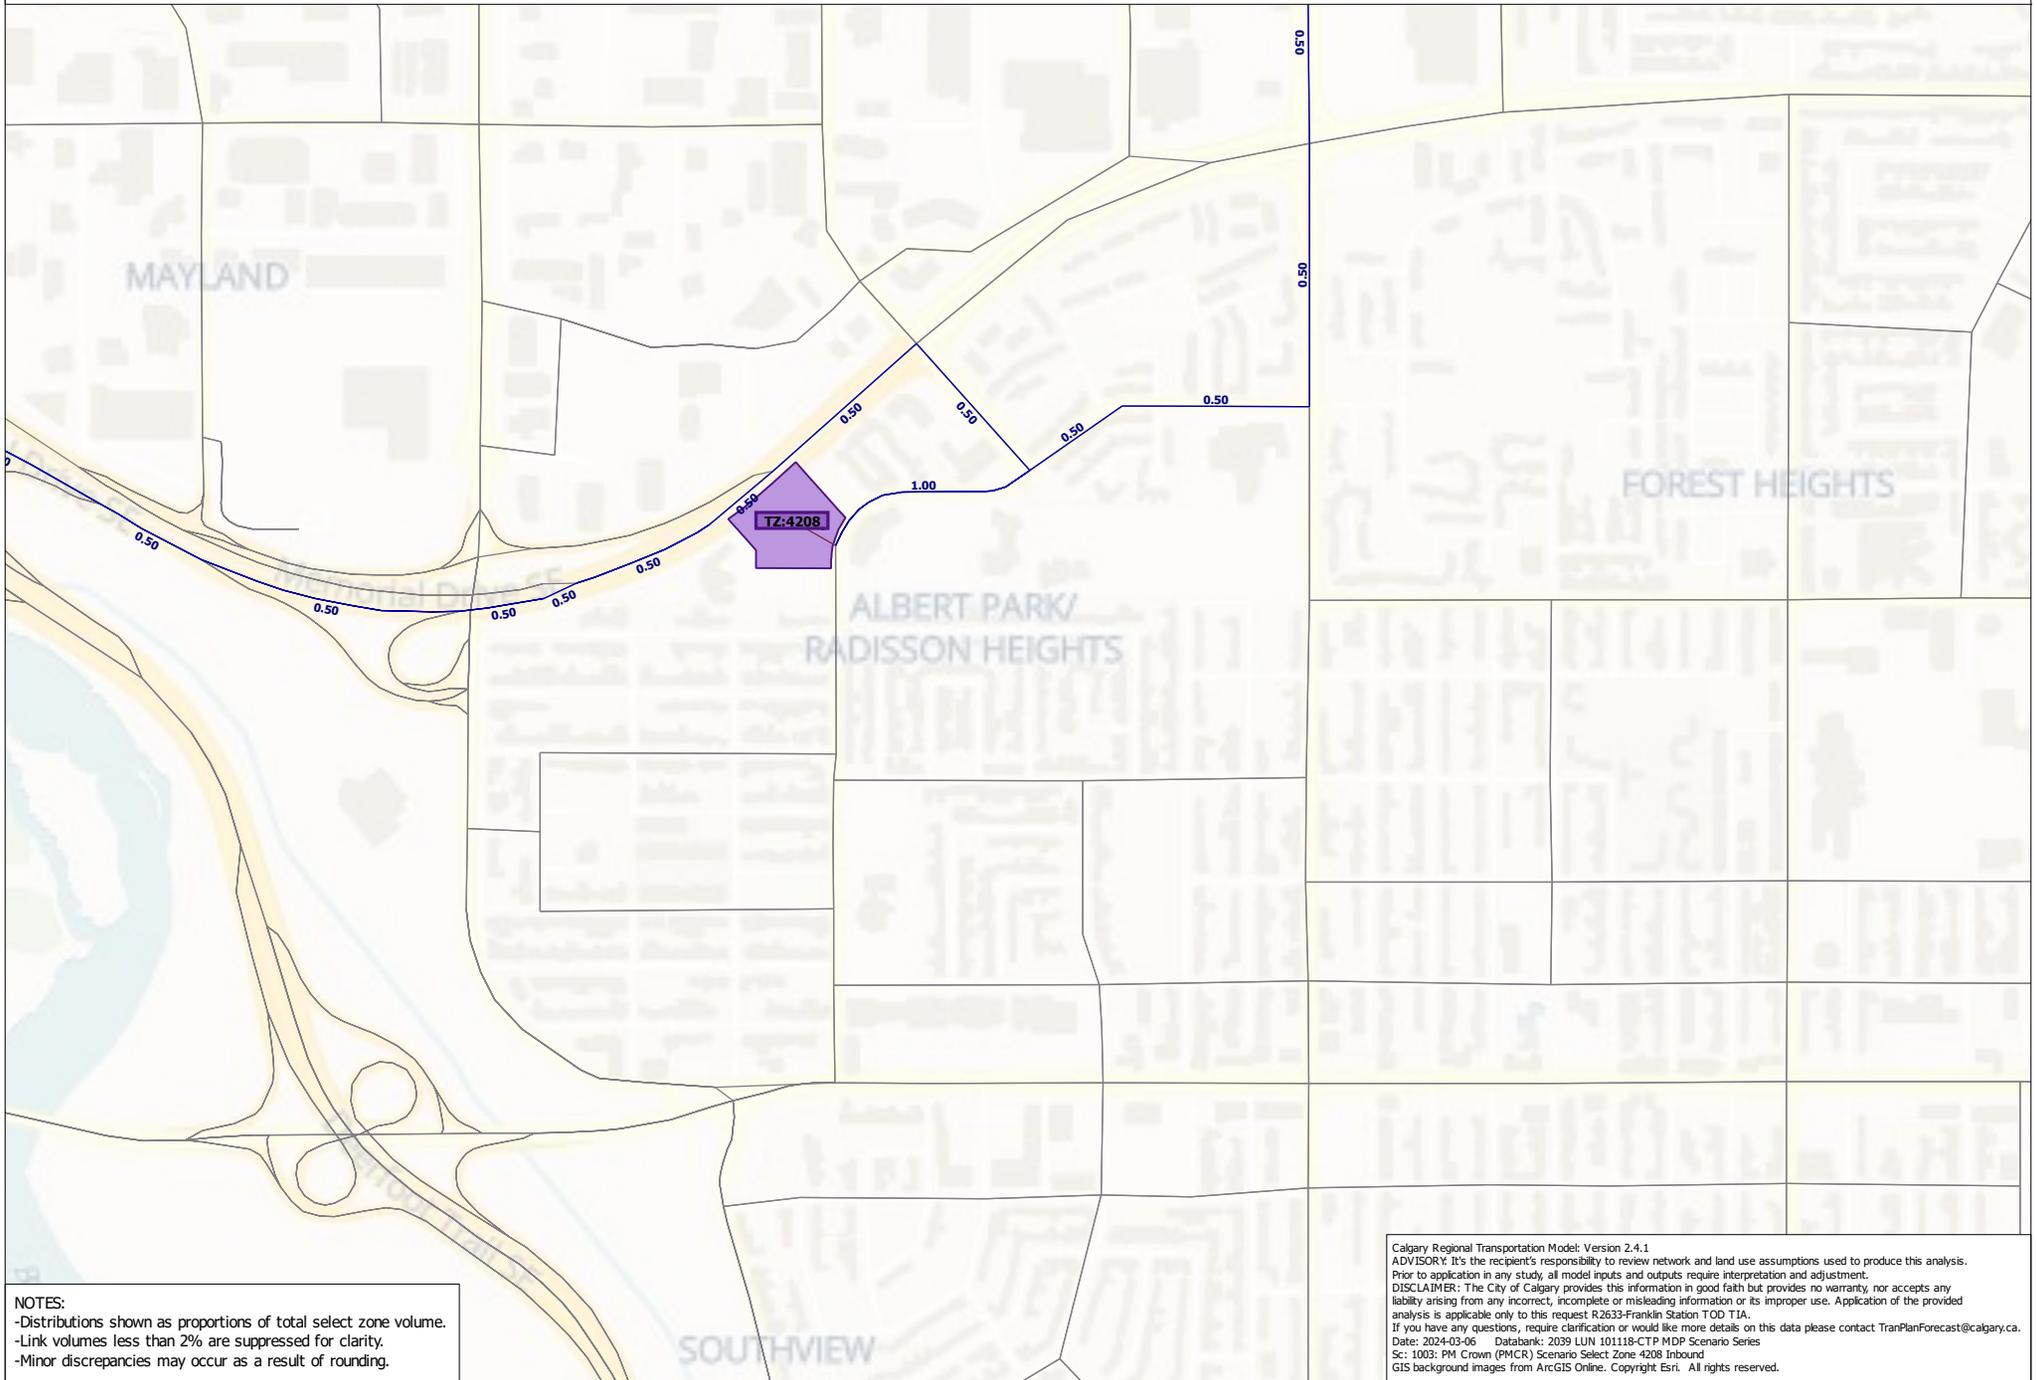 0.50
0.50
MAYLAND
0.50
0.50
0.50
0.50
0
1.00
FOREST HEIGHTS
0.50
TZ:4208
Drive SE
0.50
Memorial Drive SE
0.50
0.50
0.50
0.50
ALBERT PARK/
RADISSON HEIGHTS
Deerfoot Trail SE
SOUTHVIEW
NOTES:
-Distributions shown as proportions of total select zone volume.
-Link volumes less than 2% are suppressed for clarity.
-Minor discrepancies may occur as a result of rounding.
Calgary Regional Transportation Model: Version 2.4.1
ADVISORY: It's the recipient's responsibility to review network and land use assumptions used to produce this analysis.
Prior to application in any study, all model inputs and outputs require interpretation and adjustment.
DISCLAIMER: The City of Calgary provides this information in good faith but provides no warranty, nor accepts any
liability arising from any incorrect, incomplete or misleading information or its improper use. Application of the provided
analysis is applicable only to this request R2633-Franklin Station TOD TIA.
If you have any questions, require clarification or would like more details on this data please contact TranPlanForecast@calgary.ca.
Date: 2024-03-06 Databank: 2039 LUN 101118-CTP MDP Scenario Series
Sc: 1003: PM Crown (PMCR) Scenario Select Zone 4208 Inbound
GIS background images from ArcGIS Online. Copyright Esri. All rights reserved.